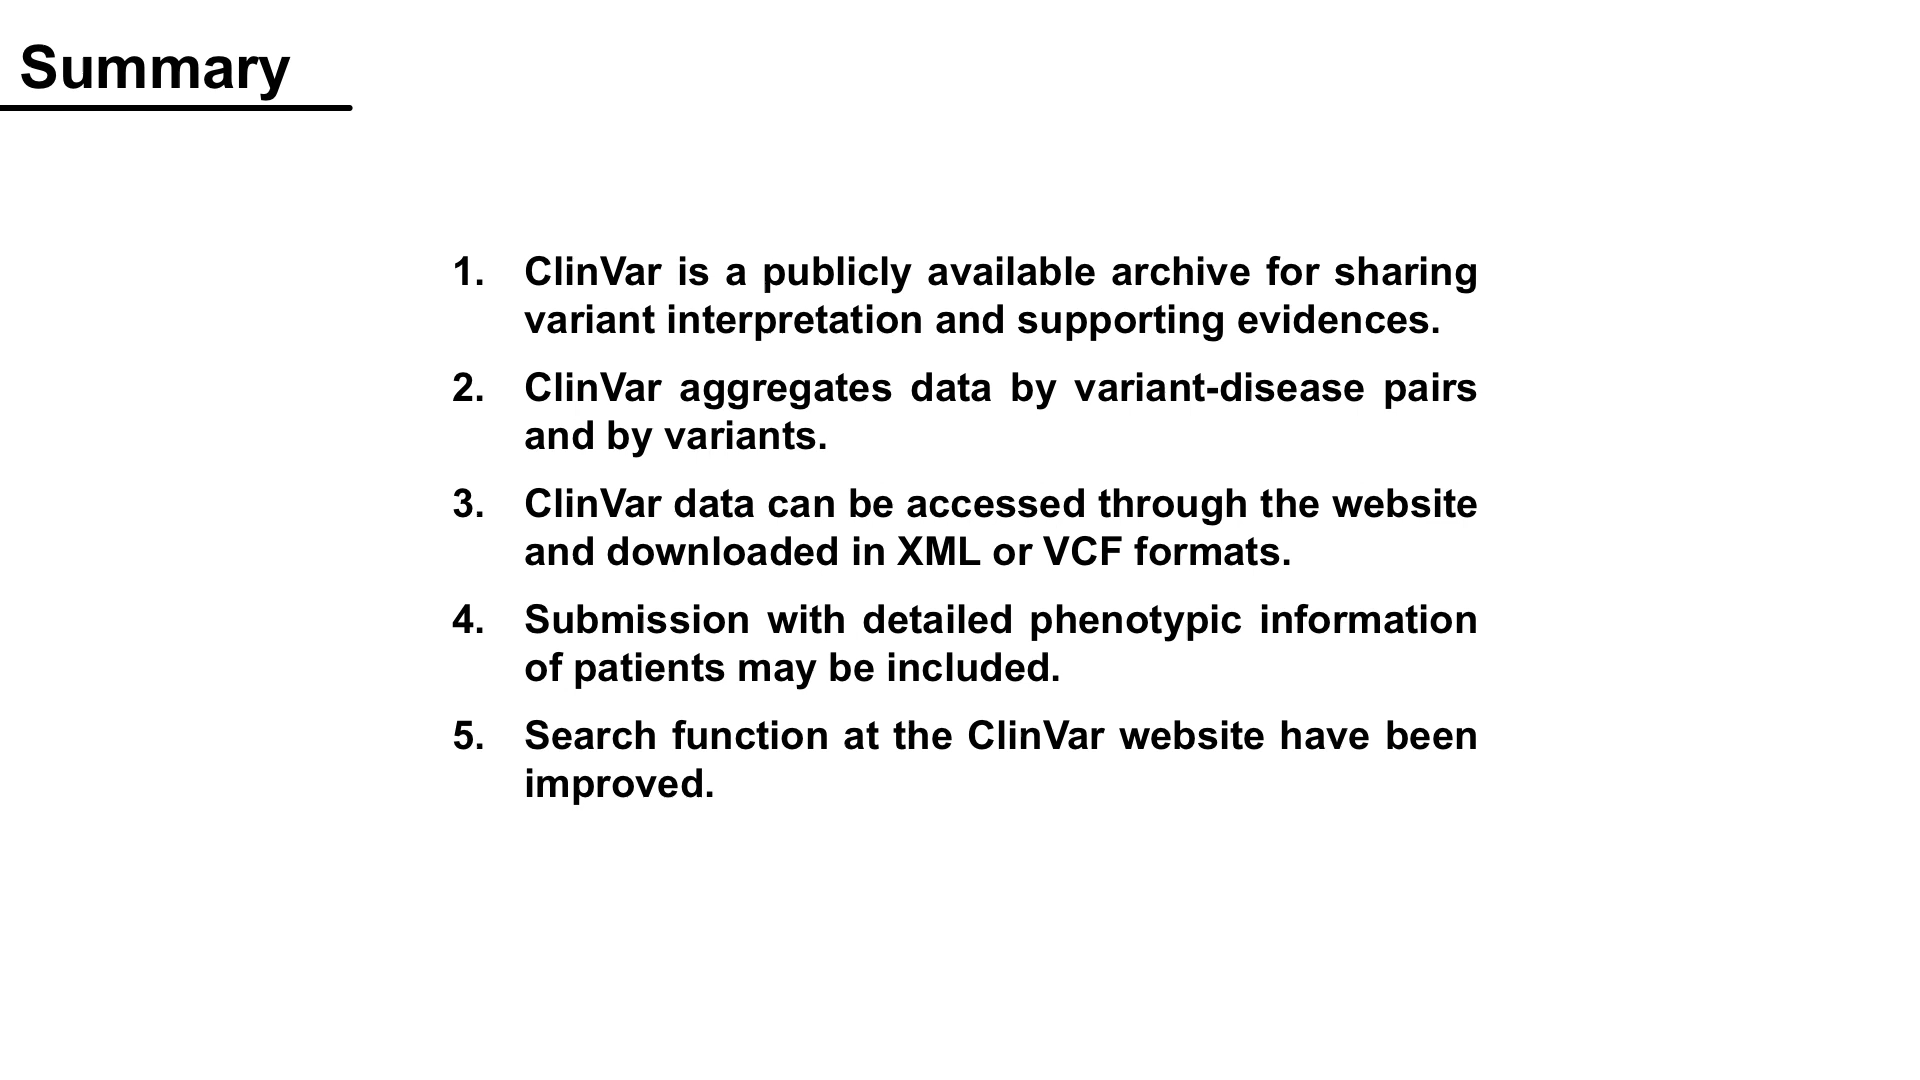 Summary
1. ClinVar is a publicly available archive for sharing
variant interpretation and supporting evidences.
2. ClinVar aggregates data by variant-disease pairs
and by variants.
3. ClinVar data can be accessed through the website
and downloaded in XML or VCF formats.
4. Submission with detailed phenotypic information
of patients may be included.
5. Search function at the ClinVar website have been
improved.